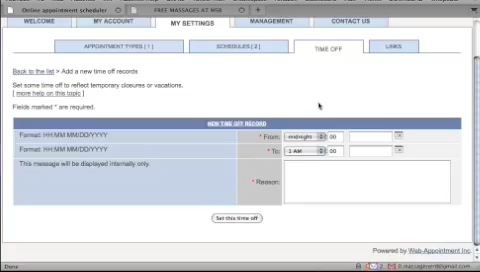 Online appointment scheduler
FREE MASSAGES AT MSB
WELCOME
MY ACCOUNT
MY SETTINGS
MANAGEMENT
CONTACT US
APPOINTMENT TYPES [ 1 ]
SCHEDULES [ 2 ]
TIME OFF
LINKS
Back to the list > Add a new time off records
Set some time off to reflect temporary closures or vacations.
[ more help on this topic ]
Fields marked * are required.
NEW TIME OFF RECORD
Format: HH:MM MM/DD/YYYY
* From:
midnight
00
Format: HH:MM MM/DD/YYYY
* To:
1 AM
00
This message will be displayed internally only.
* Reason:
Set this time off
Powered by Web-Appointment Inc
Done